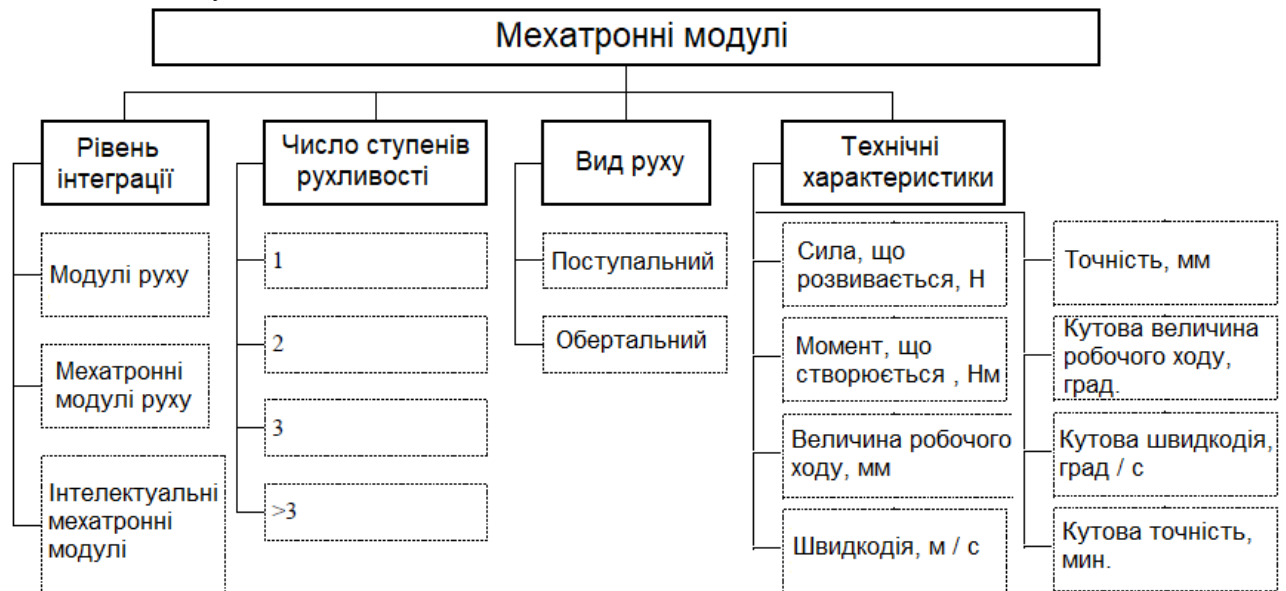 Мехатронні модулі
Рівень
інтеграції
Модулі руху
Мехатронні
модулі руху
Інтелектуальні
мехатронні
модулі
Число ступенів
рухливості
1
2
3
>3
Вид руху
Поступальний
Обертальний
Технічні
характеристики
Сила, що
розвивається, Н
Момент, що
створюється , Нм
Величина робочого
ходу, мм
Швидкодія, м / с
Точність, мм
Кутова величина
робочого ходу,
град.
Кутова швидкодія,
град / с
Кутова точність,
мин.